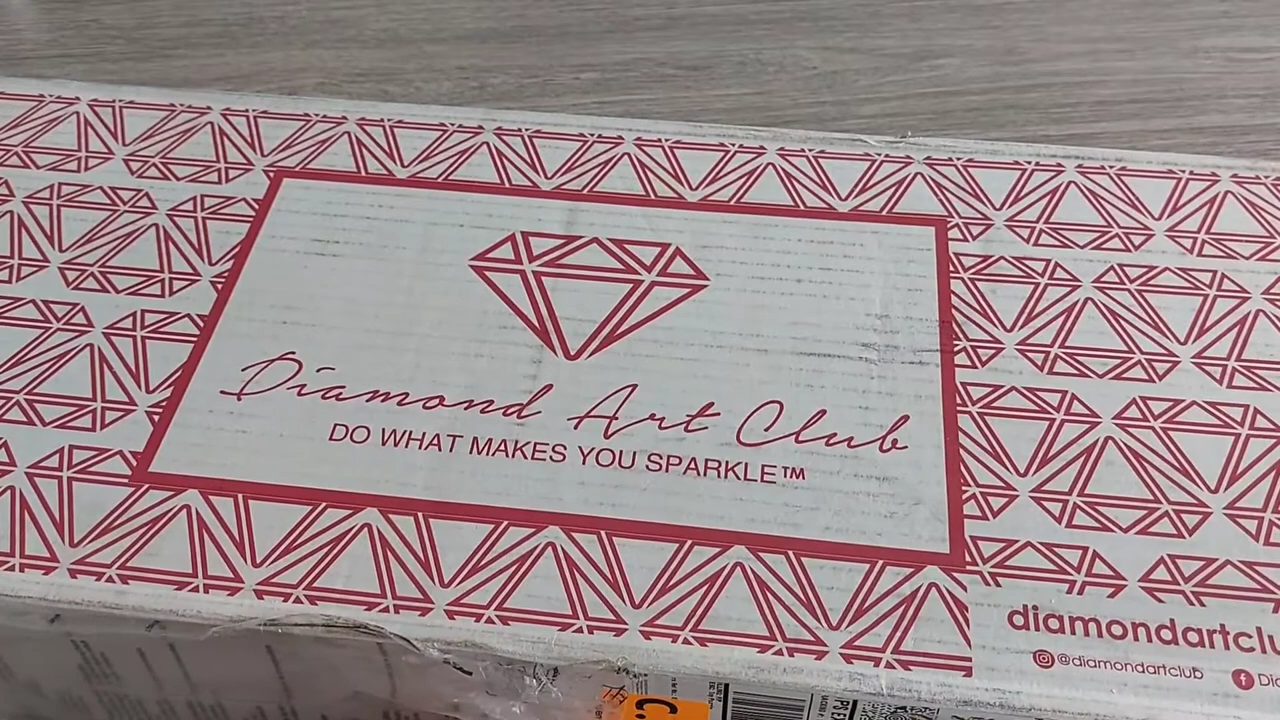 Diamond Art Club
DO WHAT MAKES YOU SPARKLE™
diamondartclu
@diamondartclub
C.